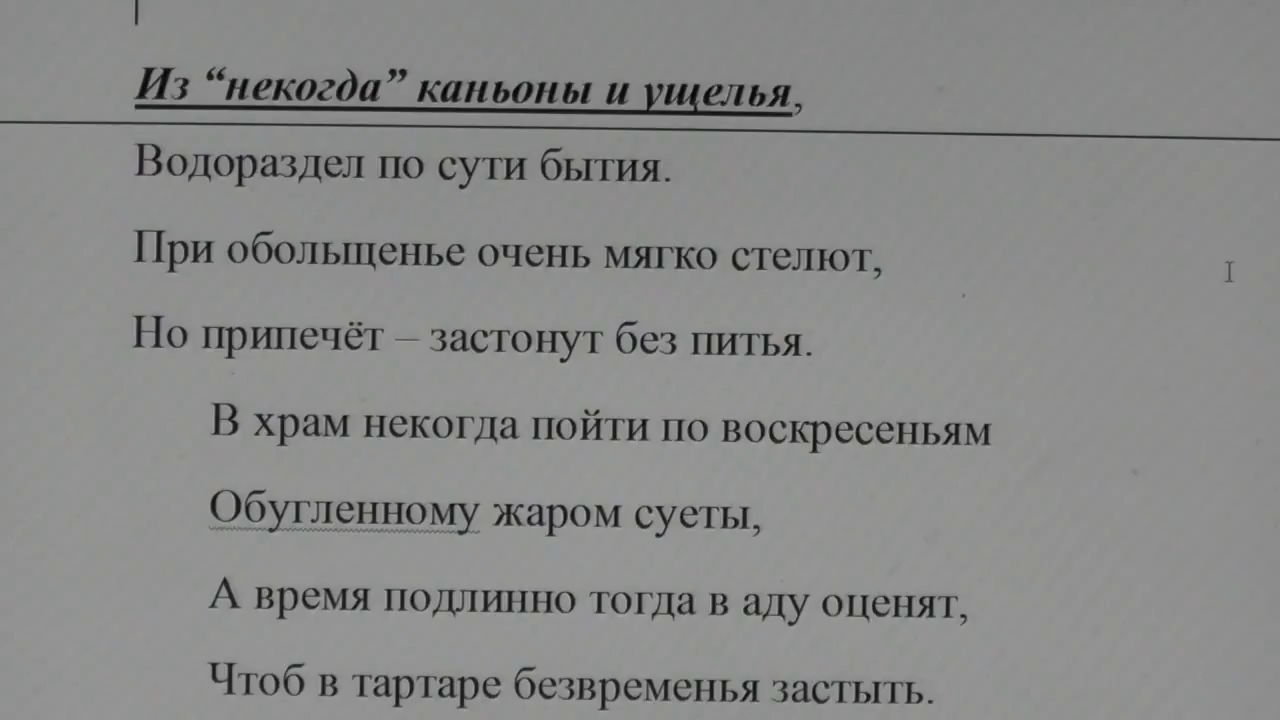 Из “некогда” каньоны и ущелья,
Водораздел по сути бытия.
При обольщенье очень мягко стелют,
Но припечёт – застонут без питья.
В храм некогда пойти по воскресеньям
Обугленному жаром суеты,
А время подлинно тогда в аду оценят,
Чтоб в тартаре безвременья застыть.